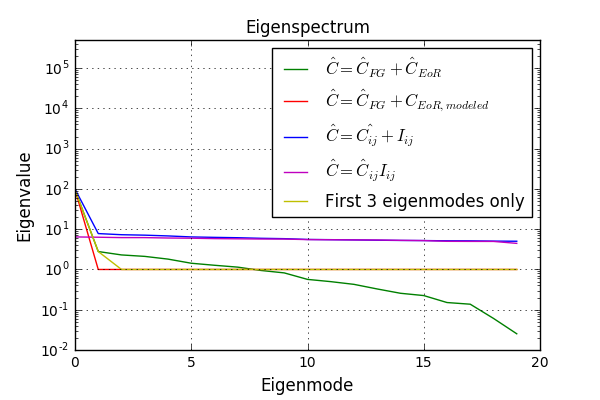 Eigenspectrum
Eigenvalue
10^5
10^4
10^3
10^2
10^1
10^0
10^-1
10^-2
Ĉ = Ĉ_FG + Ĉ_EoR
Ĉ = Ĉ_FG + C_EoR, modeled
Ĉ = Ĉ_ij + I_ij
Ĉ = Ĉ_ij I_ij
First 3 eigenmodes only
0 5 10 15 20
Eigenmode